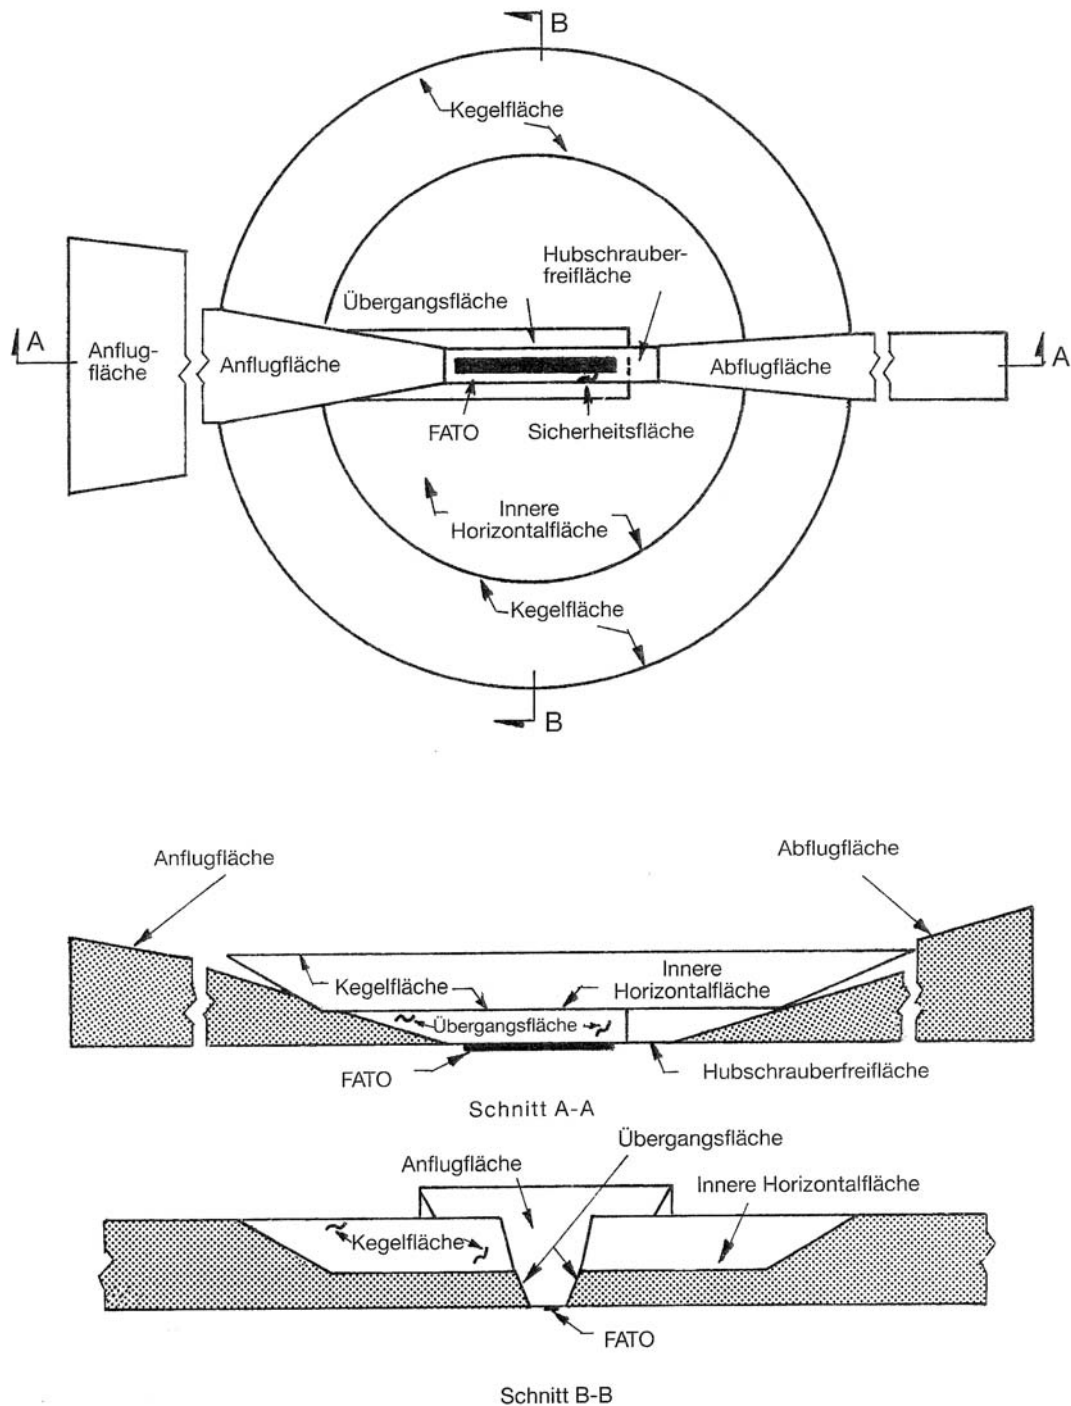 B
Kegelfläche
Hubschrauber-
freifläche
Übergangsfläche
A
Anflug-
fläche
Anflugfläche
Abflugfläche
A
FATO
Sicherheitsfläche
Innere
Horizontalfläche
Kegelfläche
B
Anflugfläche
Abflugfläche
Kegelfläche
Innere
Horizontalfläche
Übergangsfläche
FATO
Hubschrauberfreifläche
Schnitt A-A
Übergangsfläche
Anflugfläche
Innere Horizontalfläche
Kegelfläche
FATO
Schnitt B-B